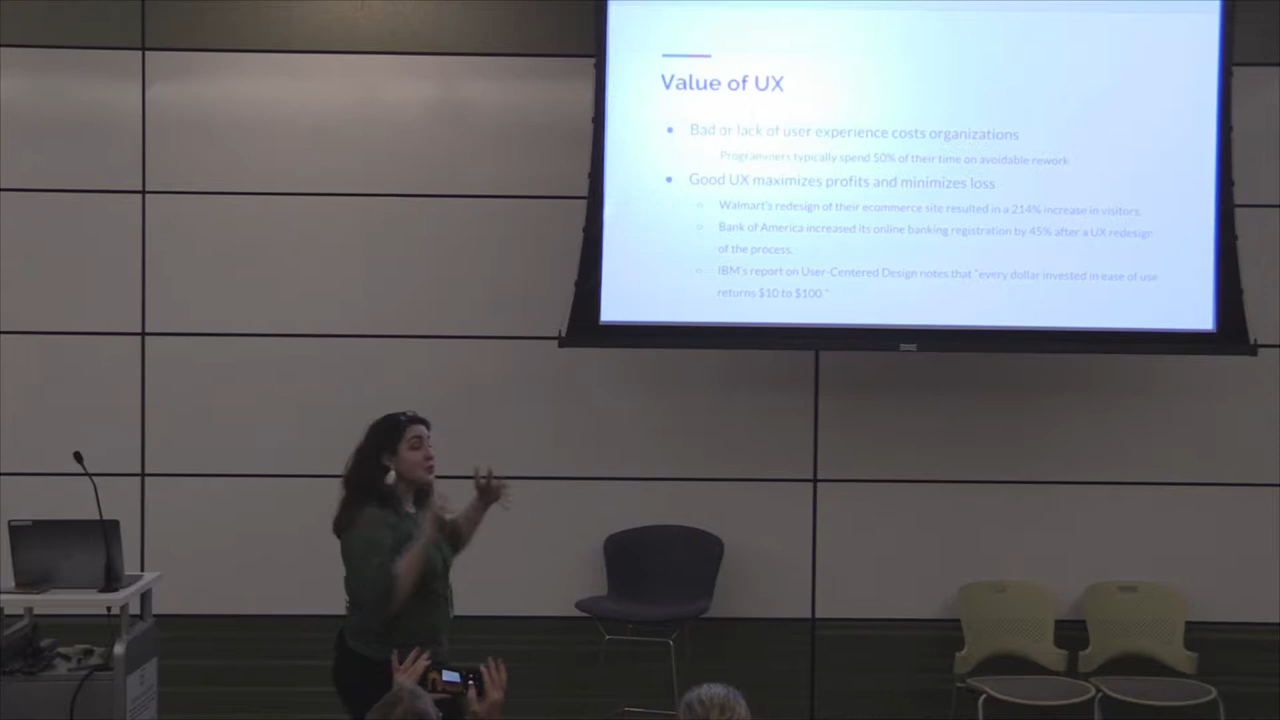 Value of UX
Bad or lack of user experience costs organizations
Programmers typically spend 50% of their time on avoidable rework
Good UX maximizes profits and minimizes loss
Walmart's redesign of their ecommerce site resulted in a 214% increase in visitors.
Bank of America increased its online banking registration by 45% after a UX redesign
of the process.
IBM's report on User-Centered Design notes that "every dollar invested in ease of use
returns $10 to $100."